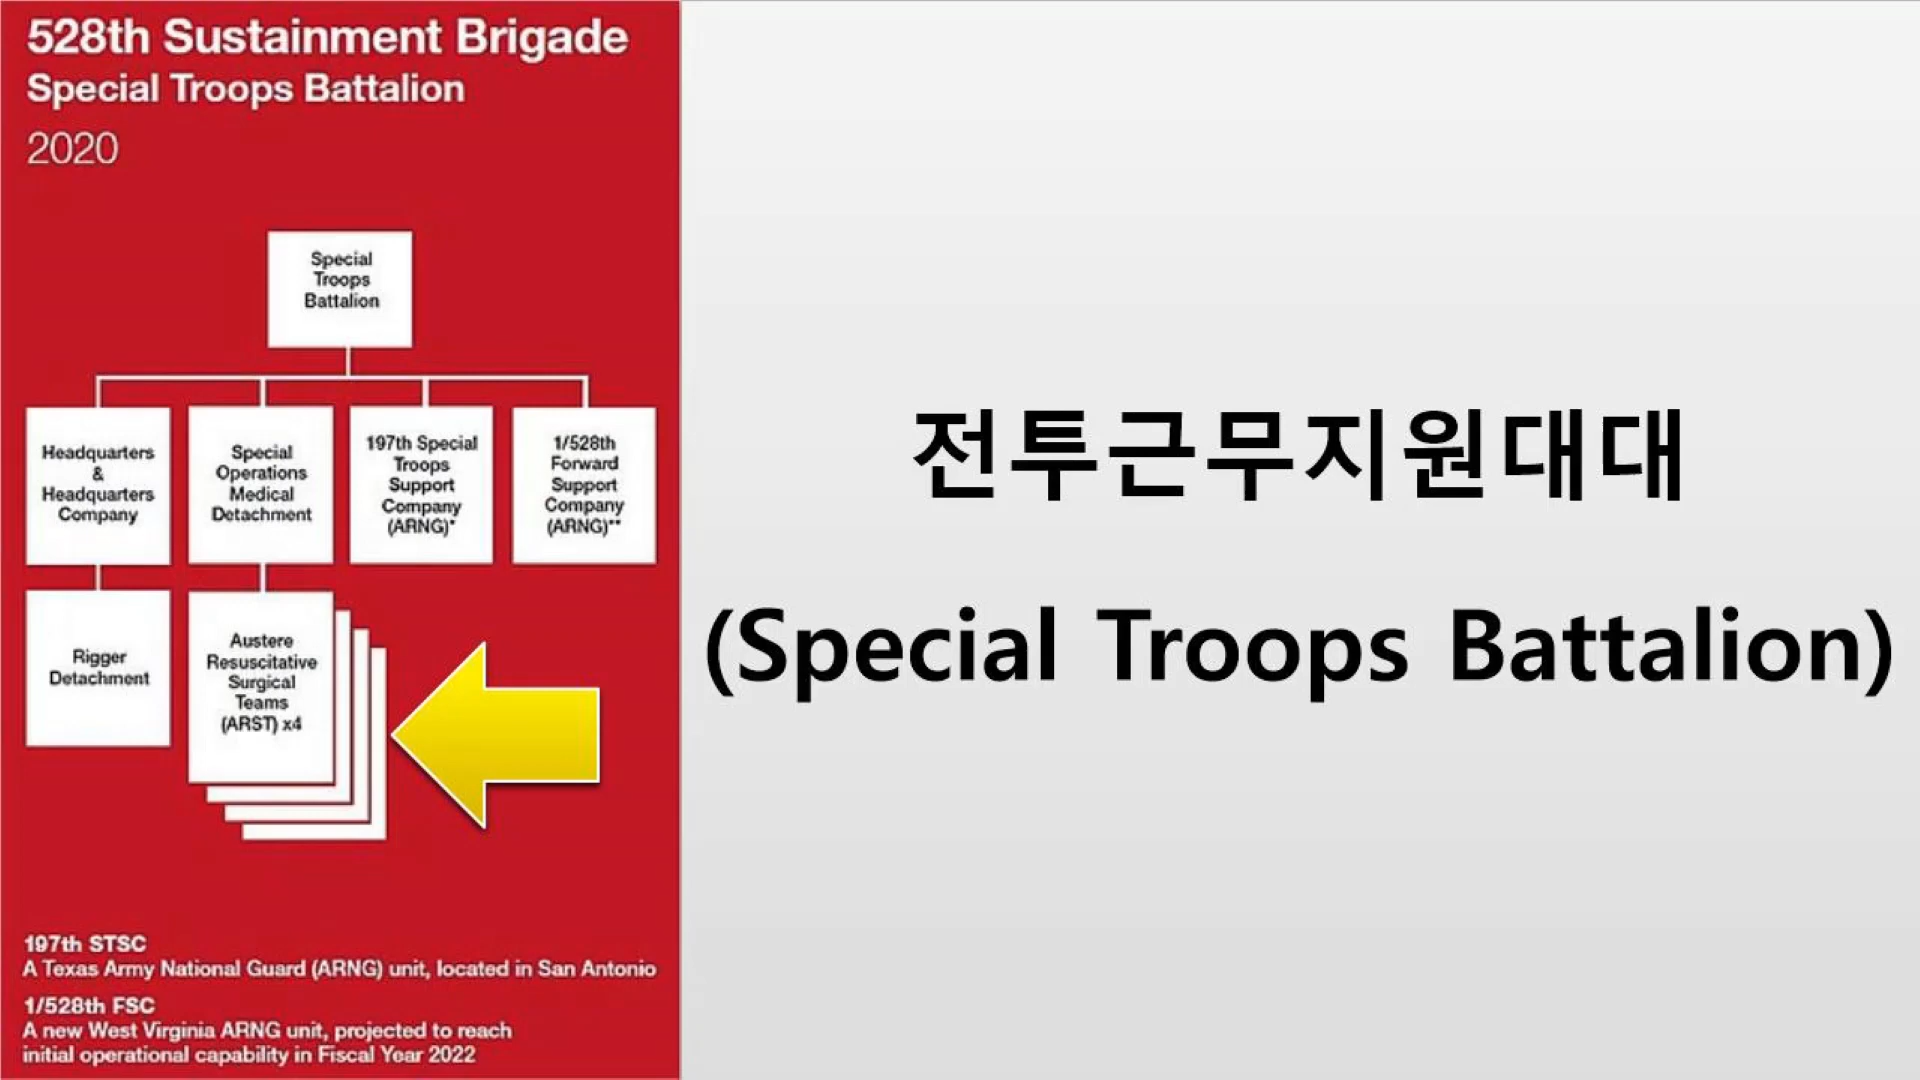 528th Sustainment Brigade
Special Troops Battalion
2020
Special
Troops
Battalion
Headquarters
&
Headquarters
Company
Special
Operations
Medical
Detachment
197th Special
Troops
Support
Company
(ARNG)*
1/528th
Forward
Support
Company
(ARNG)**
Rigger
Detachment
Austere
Resuscitative
Surgical
Teams
(ARST) x4
197th STSC
A Texas Army National Guard (ARNG) unit, located in San Antonio
1/528th FSC
A new West Virginia ARNG unit, projected to reach
initial operational capability in Fiscal Year 2022
전투근무지원대대
(Special Troops Battalion)